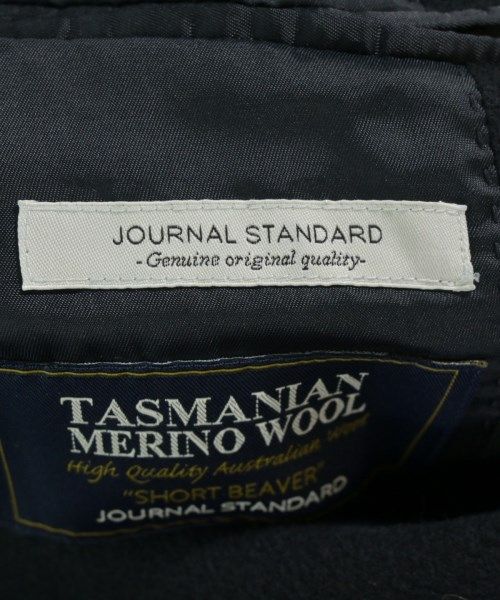 JOURNAL STANDARD
-Genuine original quality-
TASMANIAN
MERINO WOOL
High Quality Australian Wool
"SHORT BEAVER"
JOURNAL STANDARD